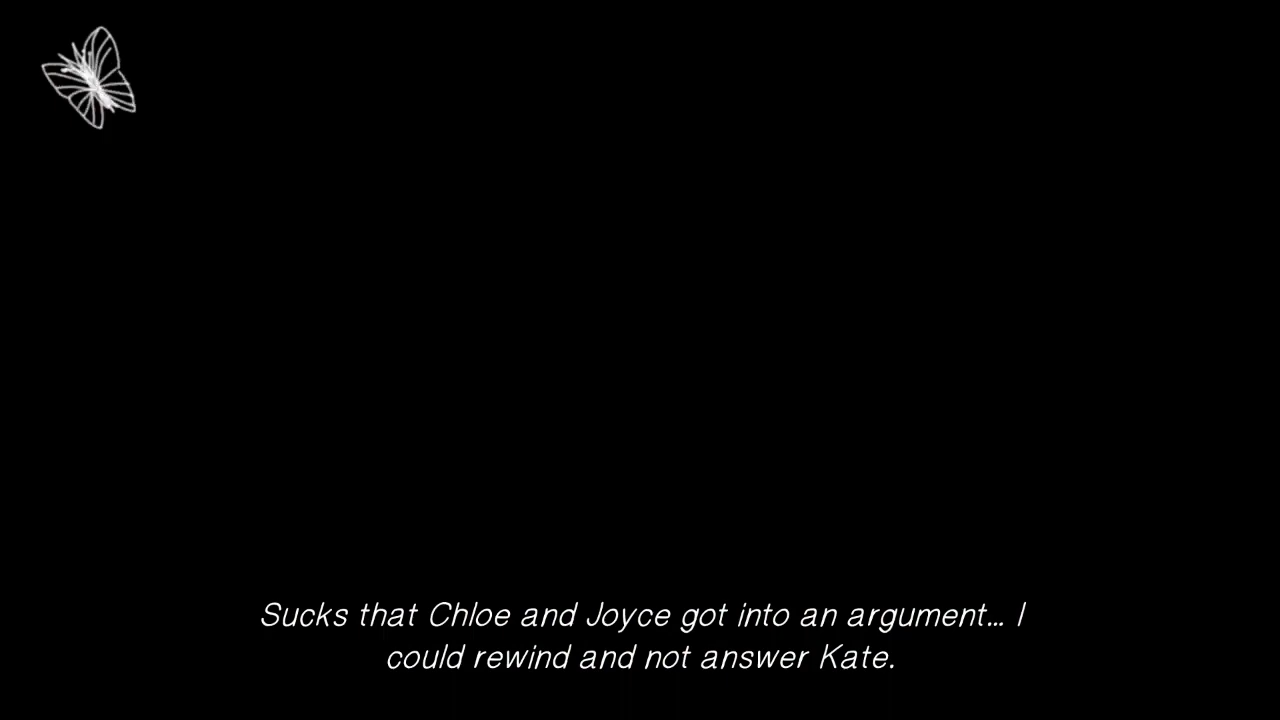 Sucks that Chloe and Joyce got into an argument... I
could rewind and not answer Kate.